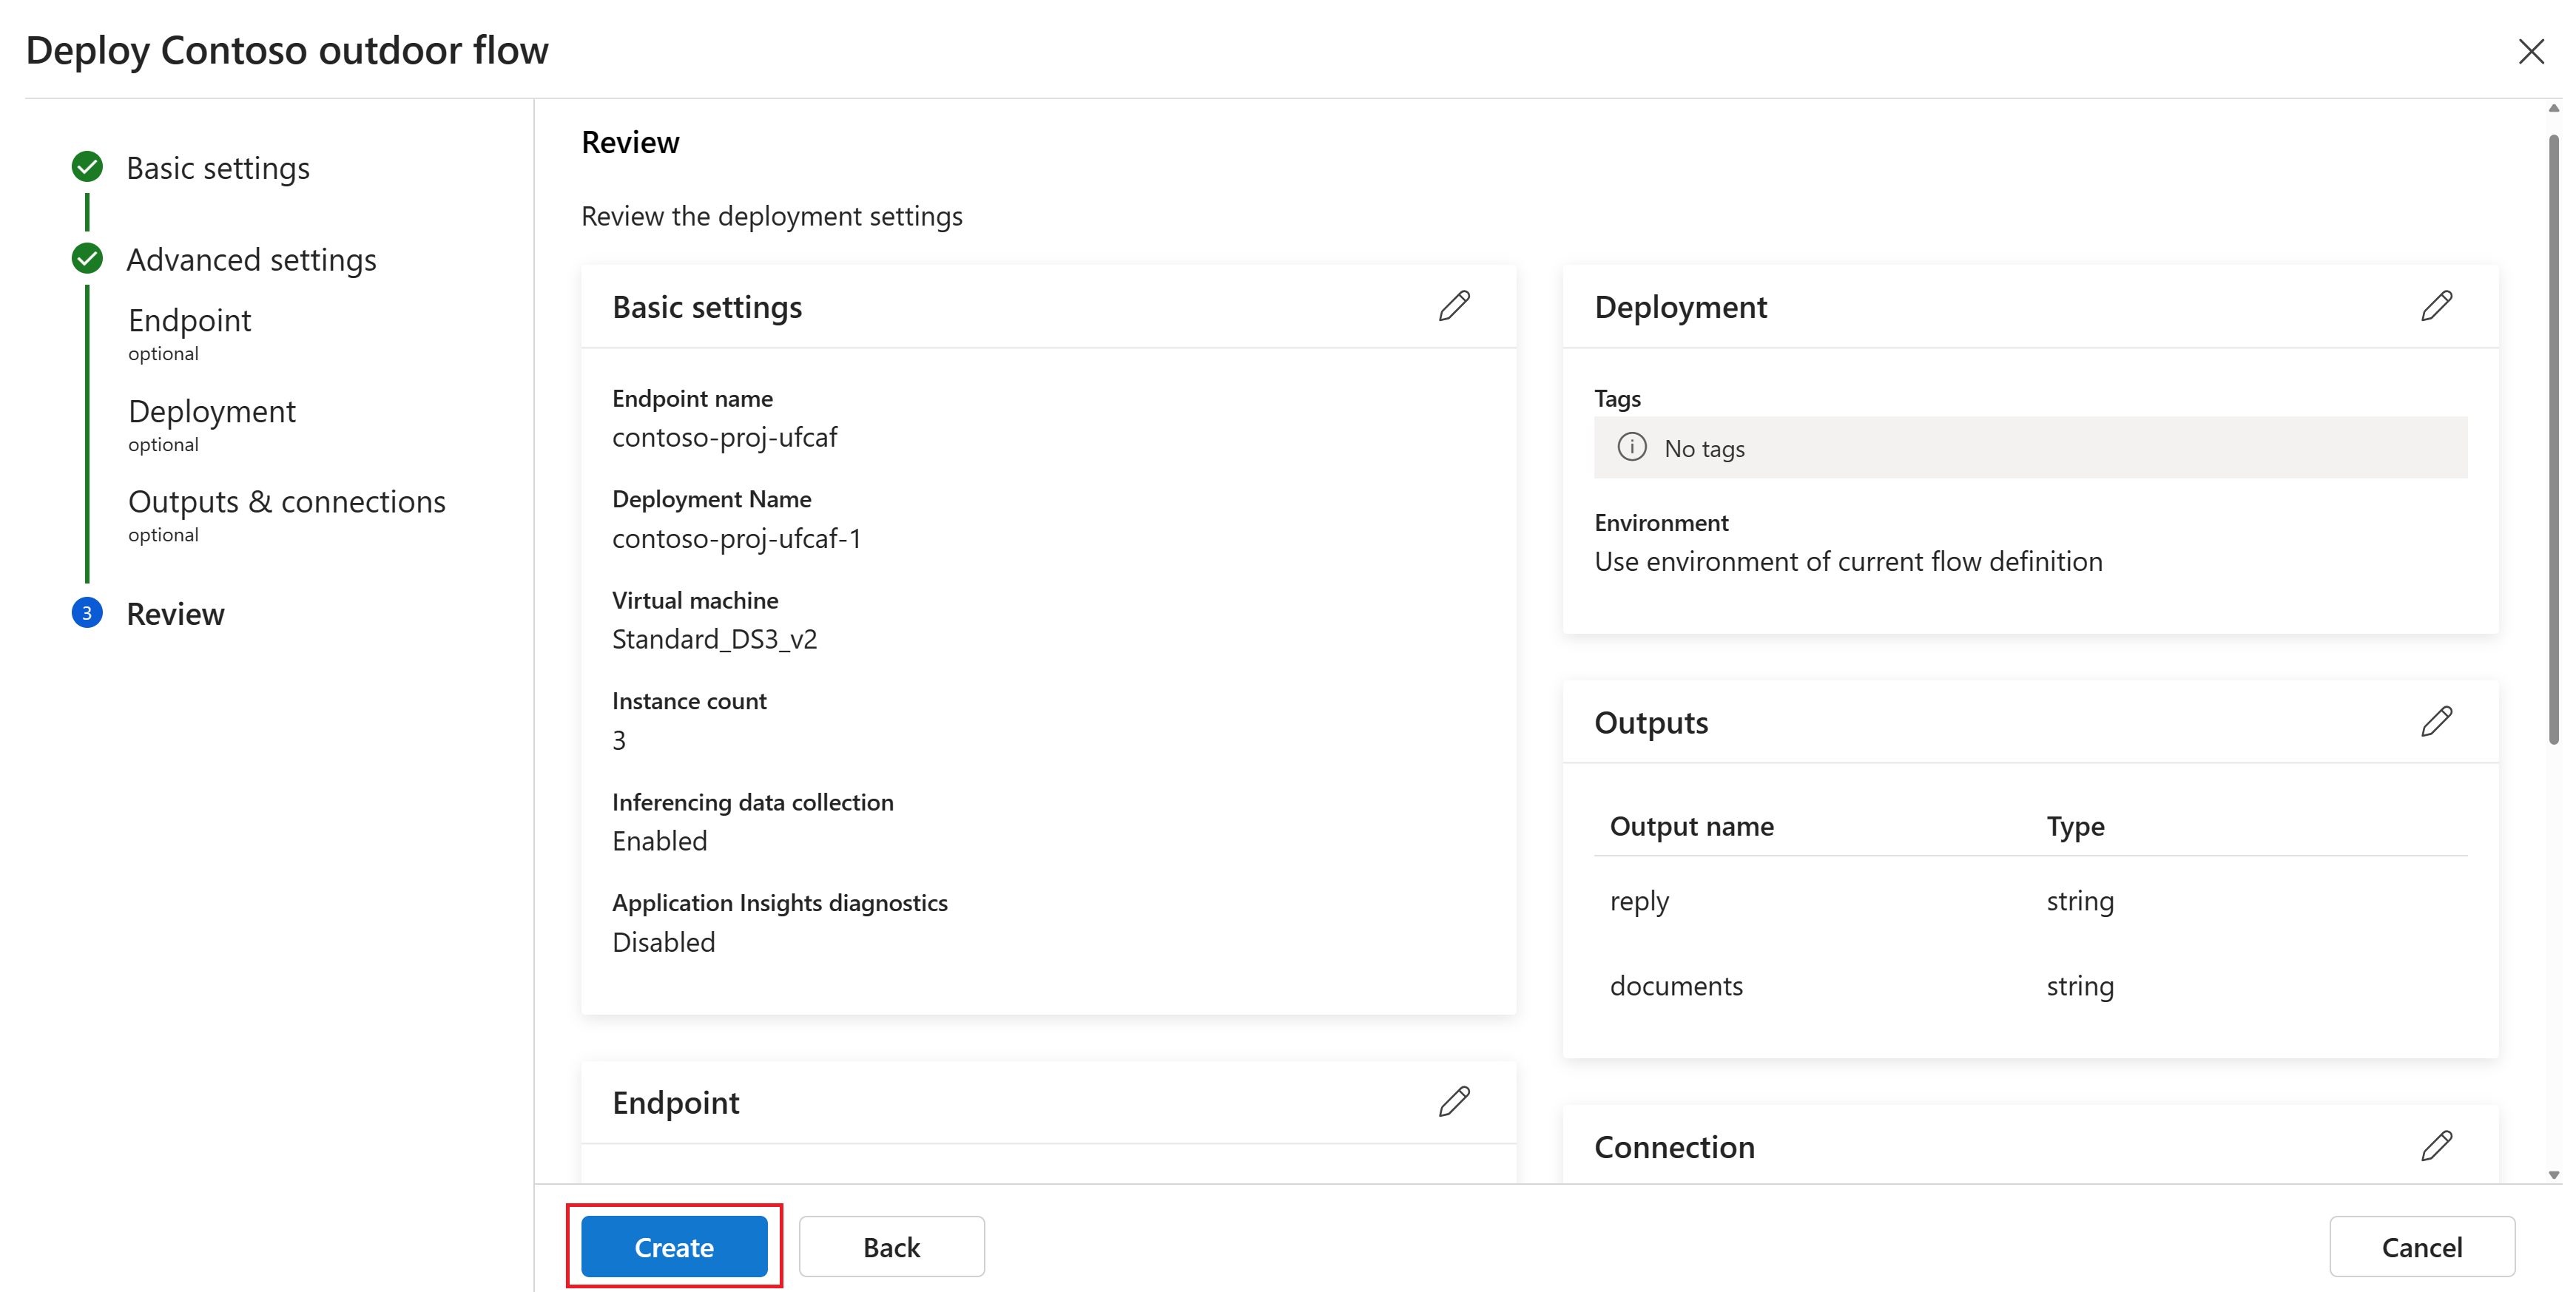 Deploy Contoso outdoor flow
Basic settings
Advanced settings
Endpoint
optional
Deployment
optional
Outputs & connections
optional
3
Review
Review
Review the deployment settings
Basic settings
Endpoint name
contoso-proj-ufcaf
Deployment Name
contoso-proj-ufcaf-1
Virtual machine
Standard_DS3_v2
Instance count
3
Inferencing data collection
Enabled
Application Insights diagnostics
Disabled
Endpoint
Deployment
Tags
No tags
Environment
Use environment of current flow definition
Outputs
Output name Type
reply string
documents string
Connection
Create Back Cancel